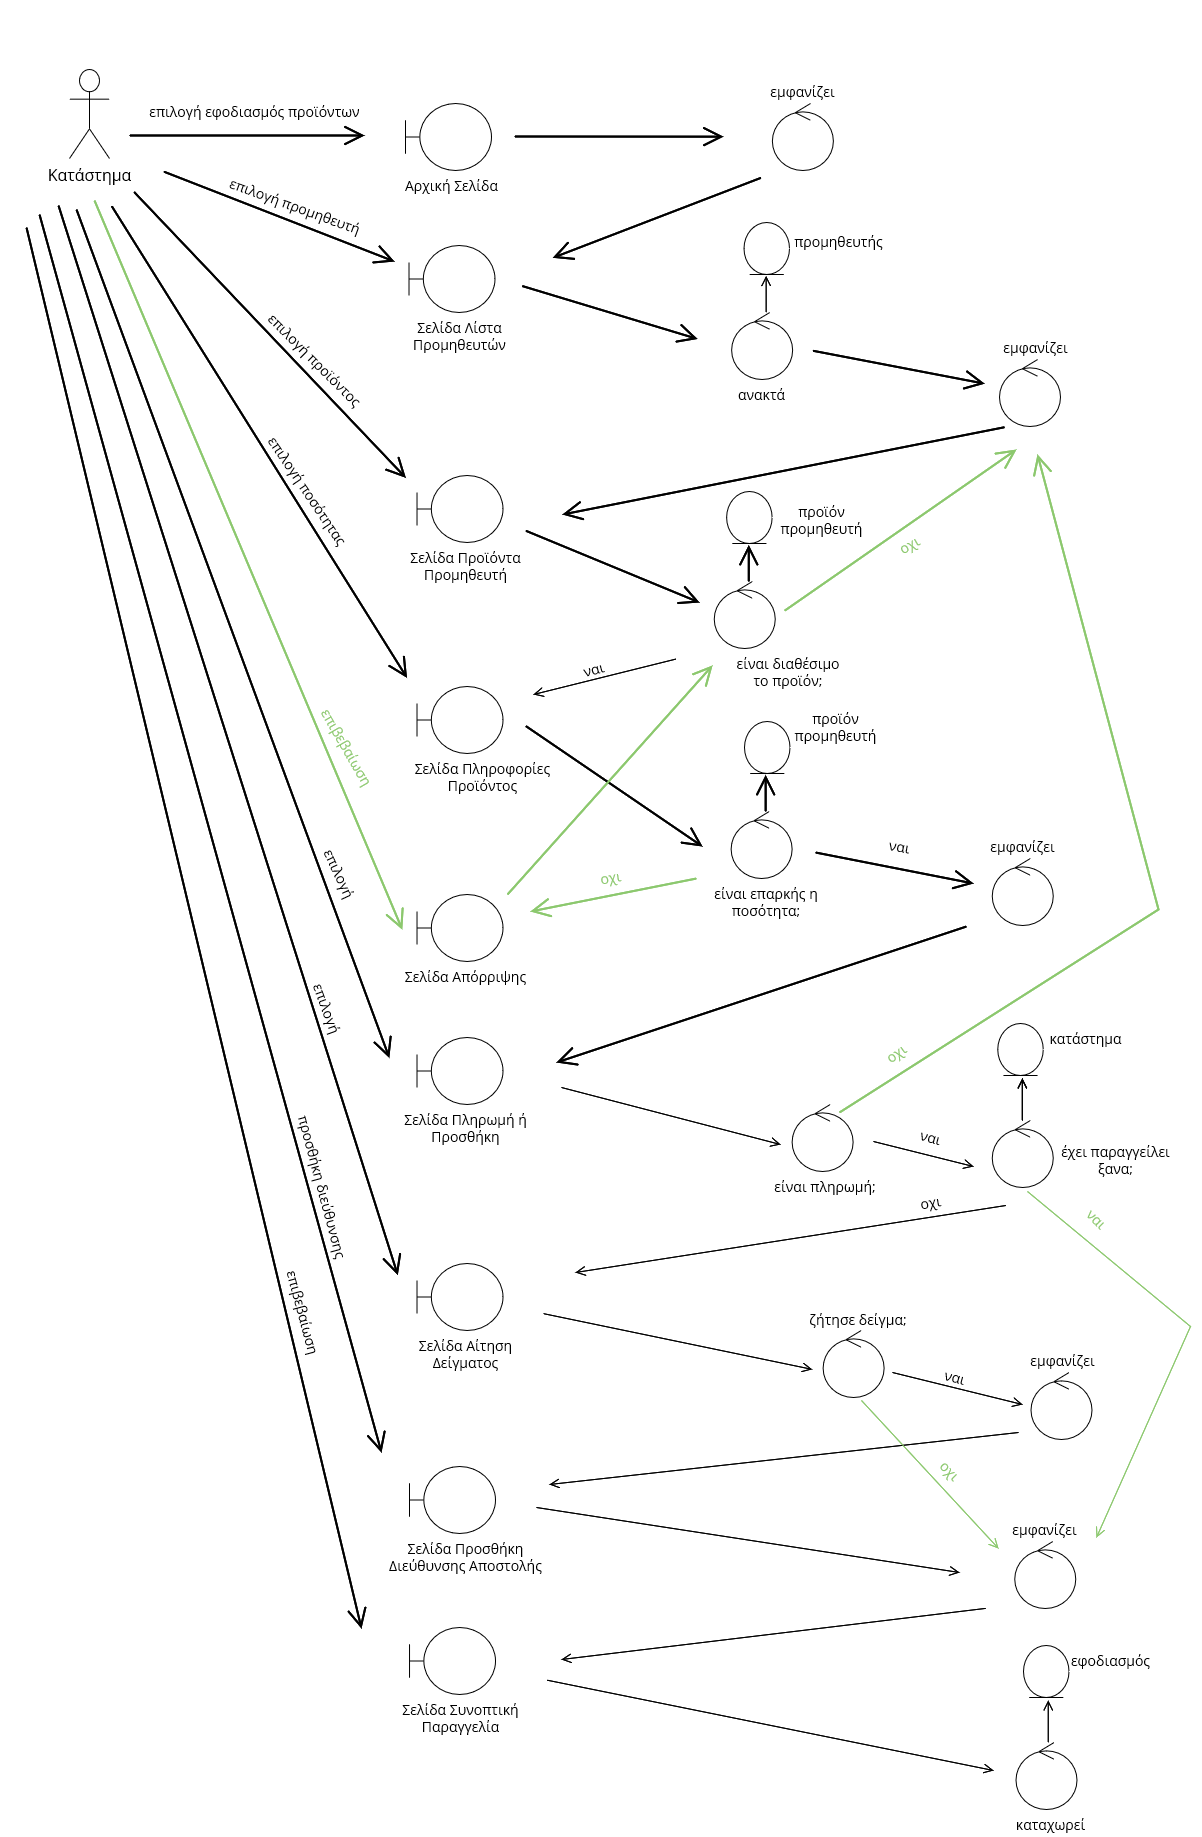 εμφανίζει
επιλογή εφοδιασμός προϊόντων
Κατάστημα
Αρχική Σελίδα
επιλογή προμηθευτή
προμηθευτής
Σελίδα Λίστα
Προμηθευτών
εμφανίζει
επιλογή προϊόντος
ανακτά
επιλογή ποσότητας
προϊόν
προμηθευτή
οχι
Σελίδα Προϊόντα
Προμηθευτή
ναι
είναι διαθέσιμο
το προϊόν;
επιβεβαίωση
προϊόν
προμηθευτή
Σελίδα Πληροφορίες
Προϊόντος
ναι
εμφανίζει
επιλογή
οχι
είναι επαρκής η
ποσότητα;
Σελίδα Απόρριψης
επιλογή
οχι
κατάστημα
Σελίδα Πληρωμή ή
Προσθήκη
ναι
έχει παραγγείλει
ξανα;
προσθήκη διεύθυνσης
είναι πληρωμή;
οχι
ναι
επιβεβαίωση
ζήτησε δείγμα;
Σελίδα Αίτηση
Δείγματος
εμφανίζει
ναι
οχι
εμφανίζει
Σελίδα Προσθήκη
Διεύθυνσης Αποστολής
εφοδιασμός
Σελίδα Συνοπτική
Παραγγελία
καταχωρεί